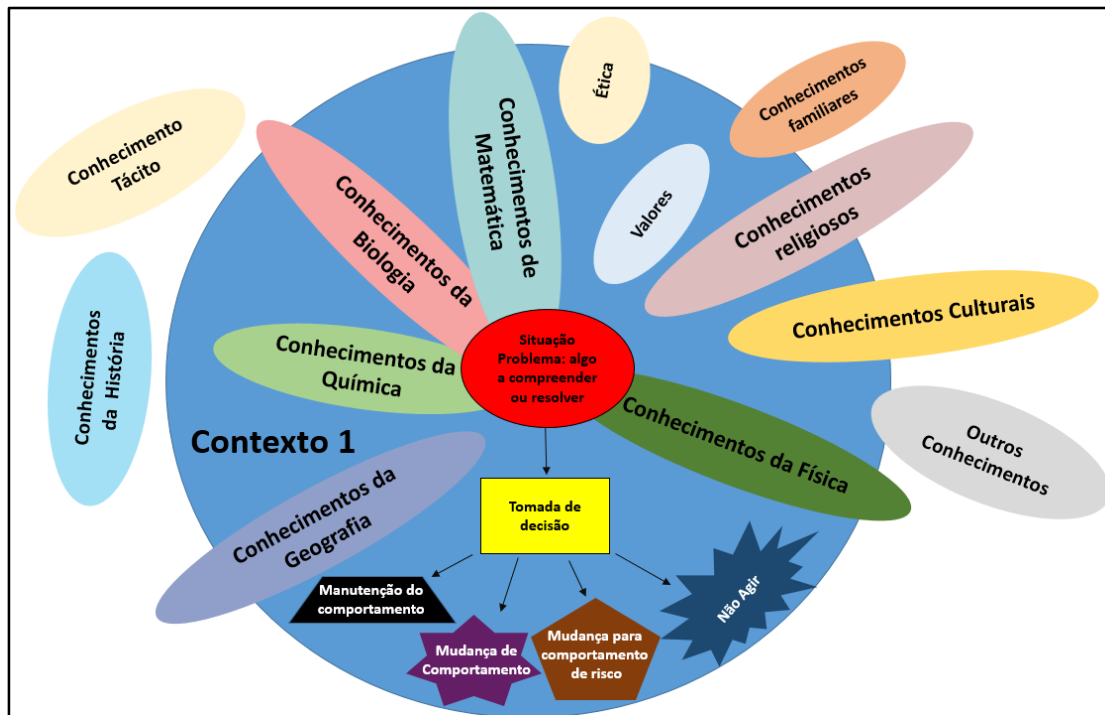 Conhecimento
Tácito
Conhecimentos da
Biologia
Conhecimentos de
Matemática
Ética
Conhecimentos
familiares
Valores
Conhecimentos
religiosos
Conhecimentos Culturais
Conhecimentos
da História
Conhecimentos da
Química
Situação
Problema: algo
a compreender
ou resolver
Conhecimentos da Física
Outros
Conhecimentos
Contexto 1
Conhecimentos da
Geografia
Tomada de
decisão
Manutenção do
comportamento
Mudança de
Comportamento
Mudança para
comportamento
de risco
Não Agir